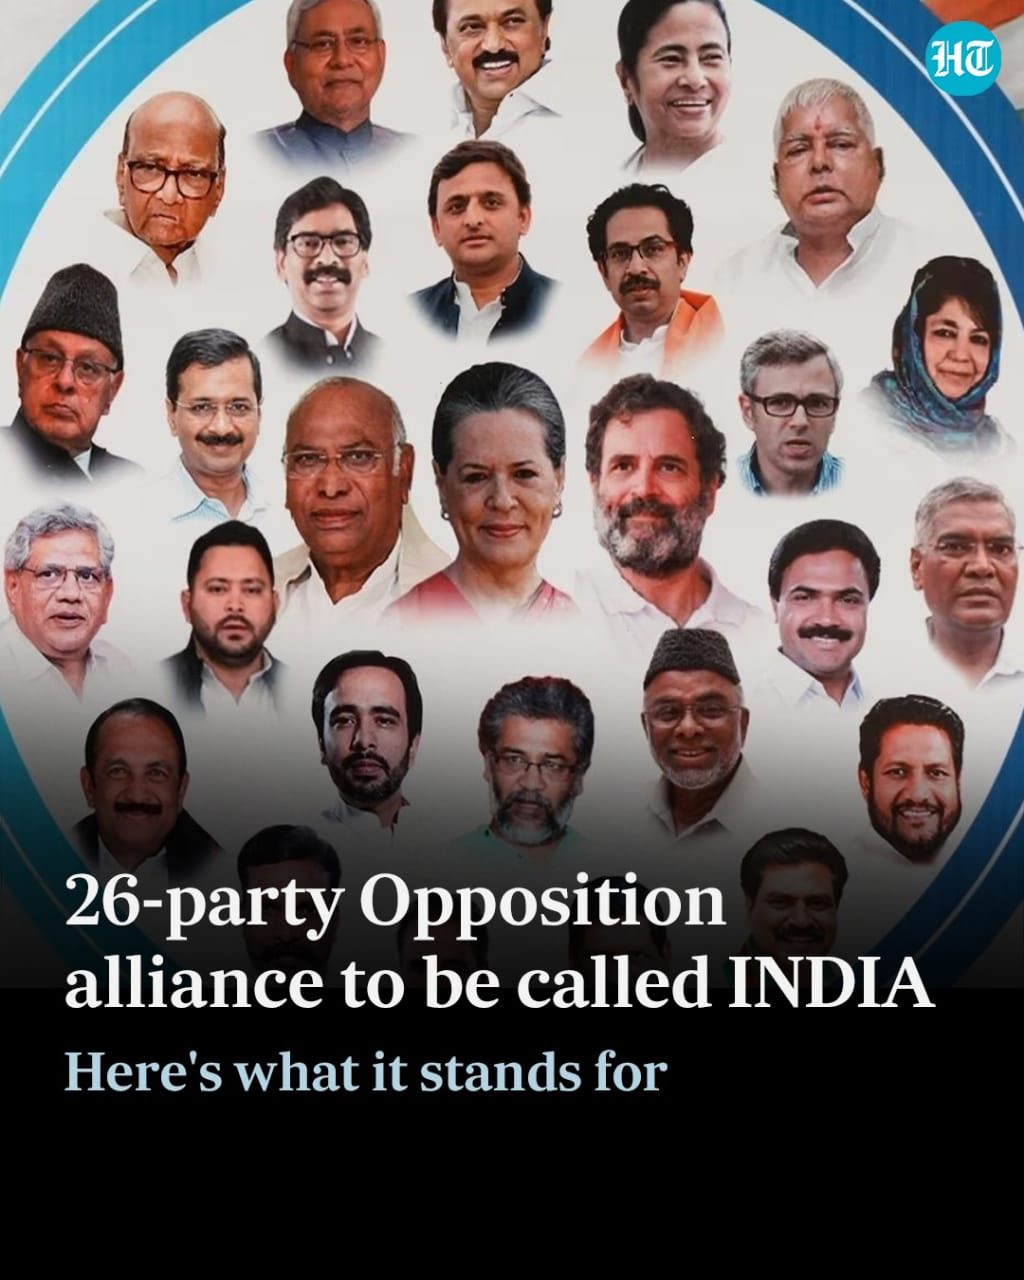 HT
26-party Opposition
alliance to be called INDIA
Here's what it stands for